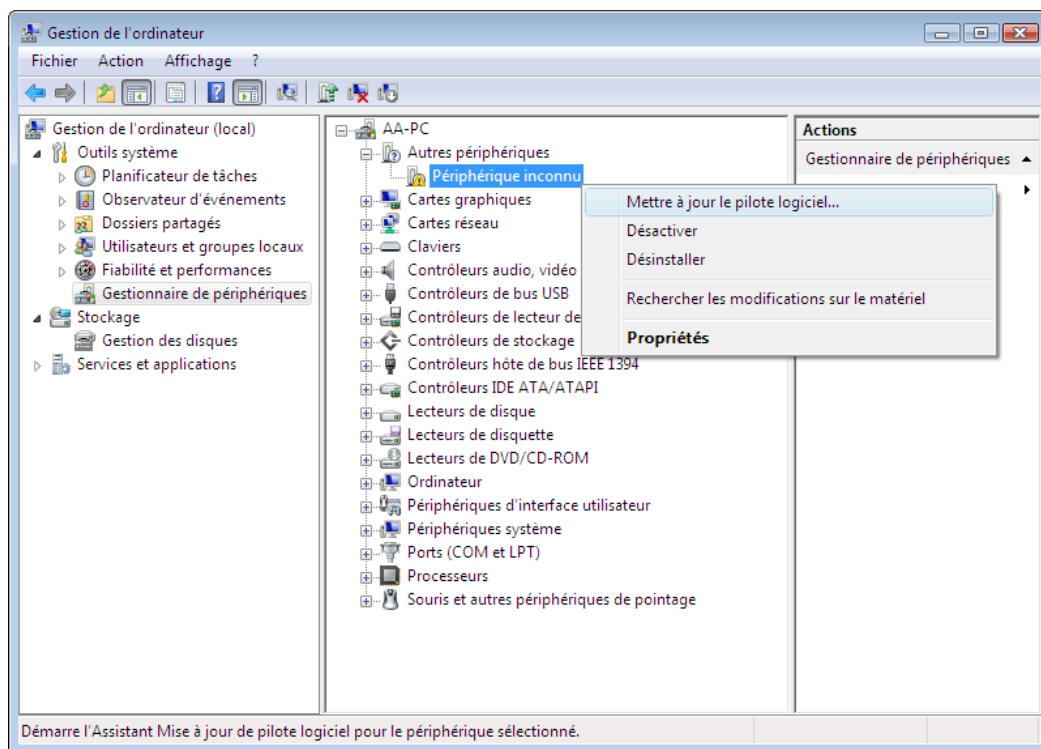 Gestion de l'ordinateur
Fichier Action Affichage ?
Gestion de l'ordinateur (local)
Outils système
Planificateur de tâches
Observateur d'événements
Dossiers partagés
Utilisateurs et groupes locaux
Fiabilité et performances
Gestionnaire de périphériques
Stockage
Gestion des disques
Services et applications
AA-PC
Autres périphériques
Périphérique inconnu
Cartes graphiques
Cartes réseau
Claviers
Contrôleurs audio, vidéo
Contrôleurs de bus USB
Contrôleurs de lecteur de
Contrôleurs de stockage
Contrôleurs hôte de bus IEEE 1394
Contrôleurs IDE ATA/ATAPI
Lecteurs de disque
Lecteurs de disquette
Lecteurs de DVD/CD-ROM
Ordinateur
Périphériques d'interface utilisateur
Périphériques système
Ports (COM et LPT)
Processeurs
Souris et autres périphériques de pointage
Mettre à jour le pilote logiciel...
Désactiver
Désinstaller
Rechercher les modifications sur le matériel
Propriétés
Actions
Gestionnaire de périphériques
Démarre l'Assistant Mise à jour de pilote logiciel pour le périphérique sélectionné.